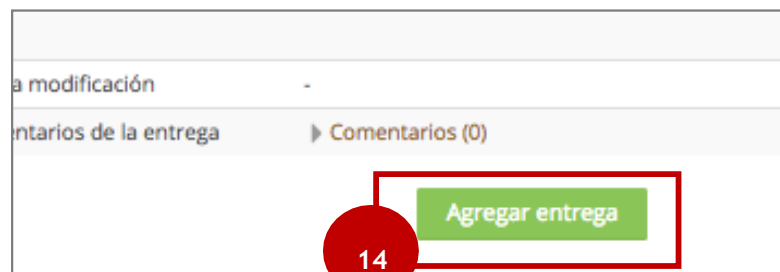 a modificación -
ntarios de la entrega Comentarios (0)
Agregar entrega
14